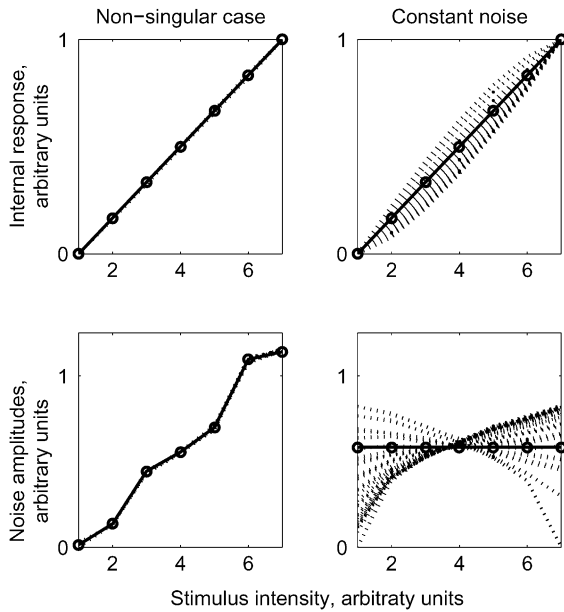 Non-singular case
Constant noise
Internal response,
arbitrary units
1
0
2 4 6
1
0
2 4 6
Noise amplitudes,
arbitrary units
1
0
2 4 6
1
0
2 4 6
Stimulus intensity, arbitraty units